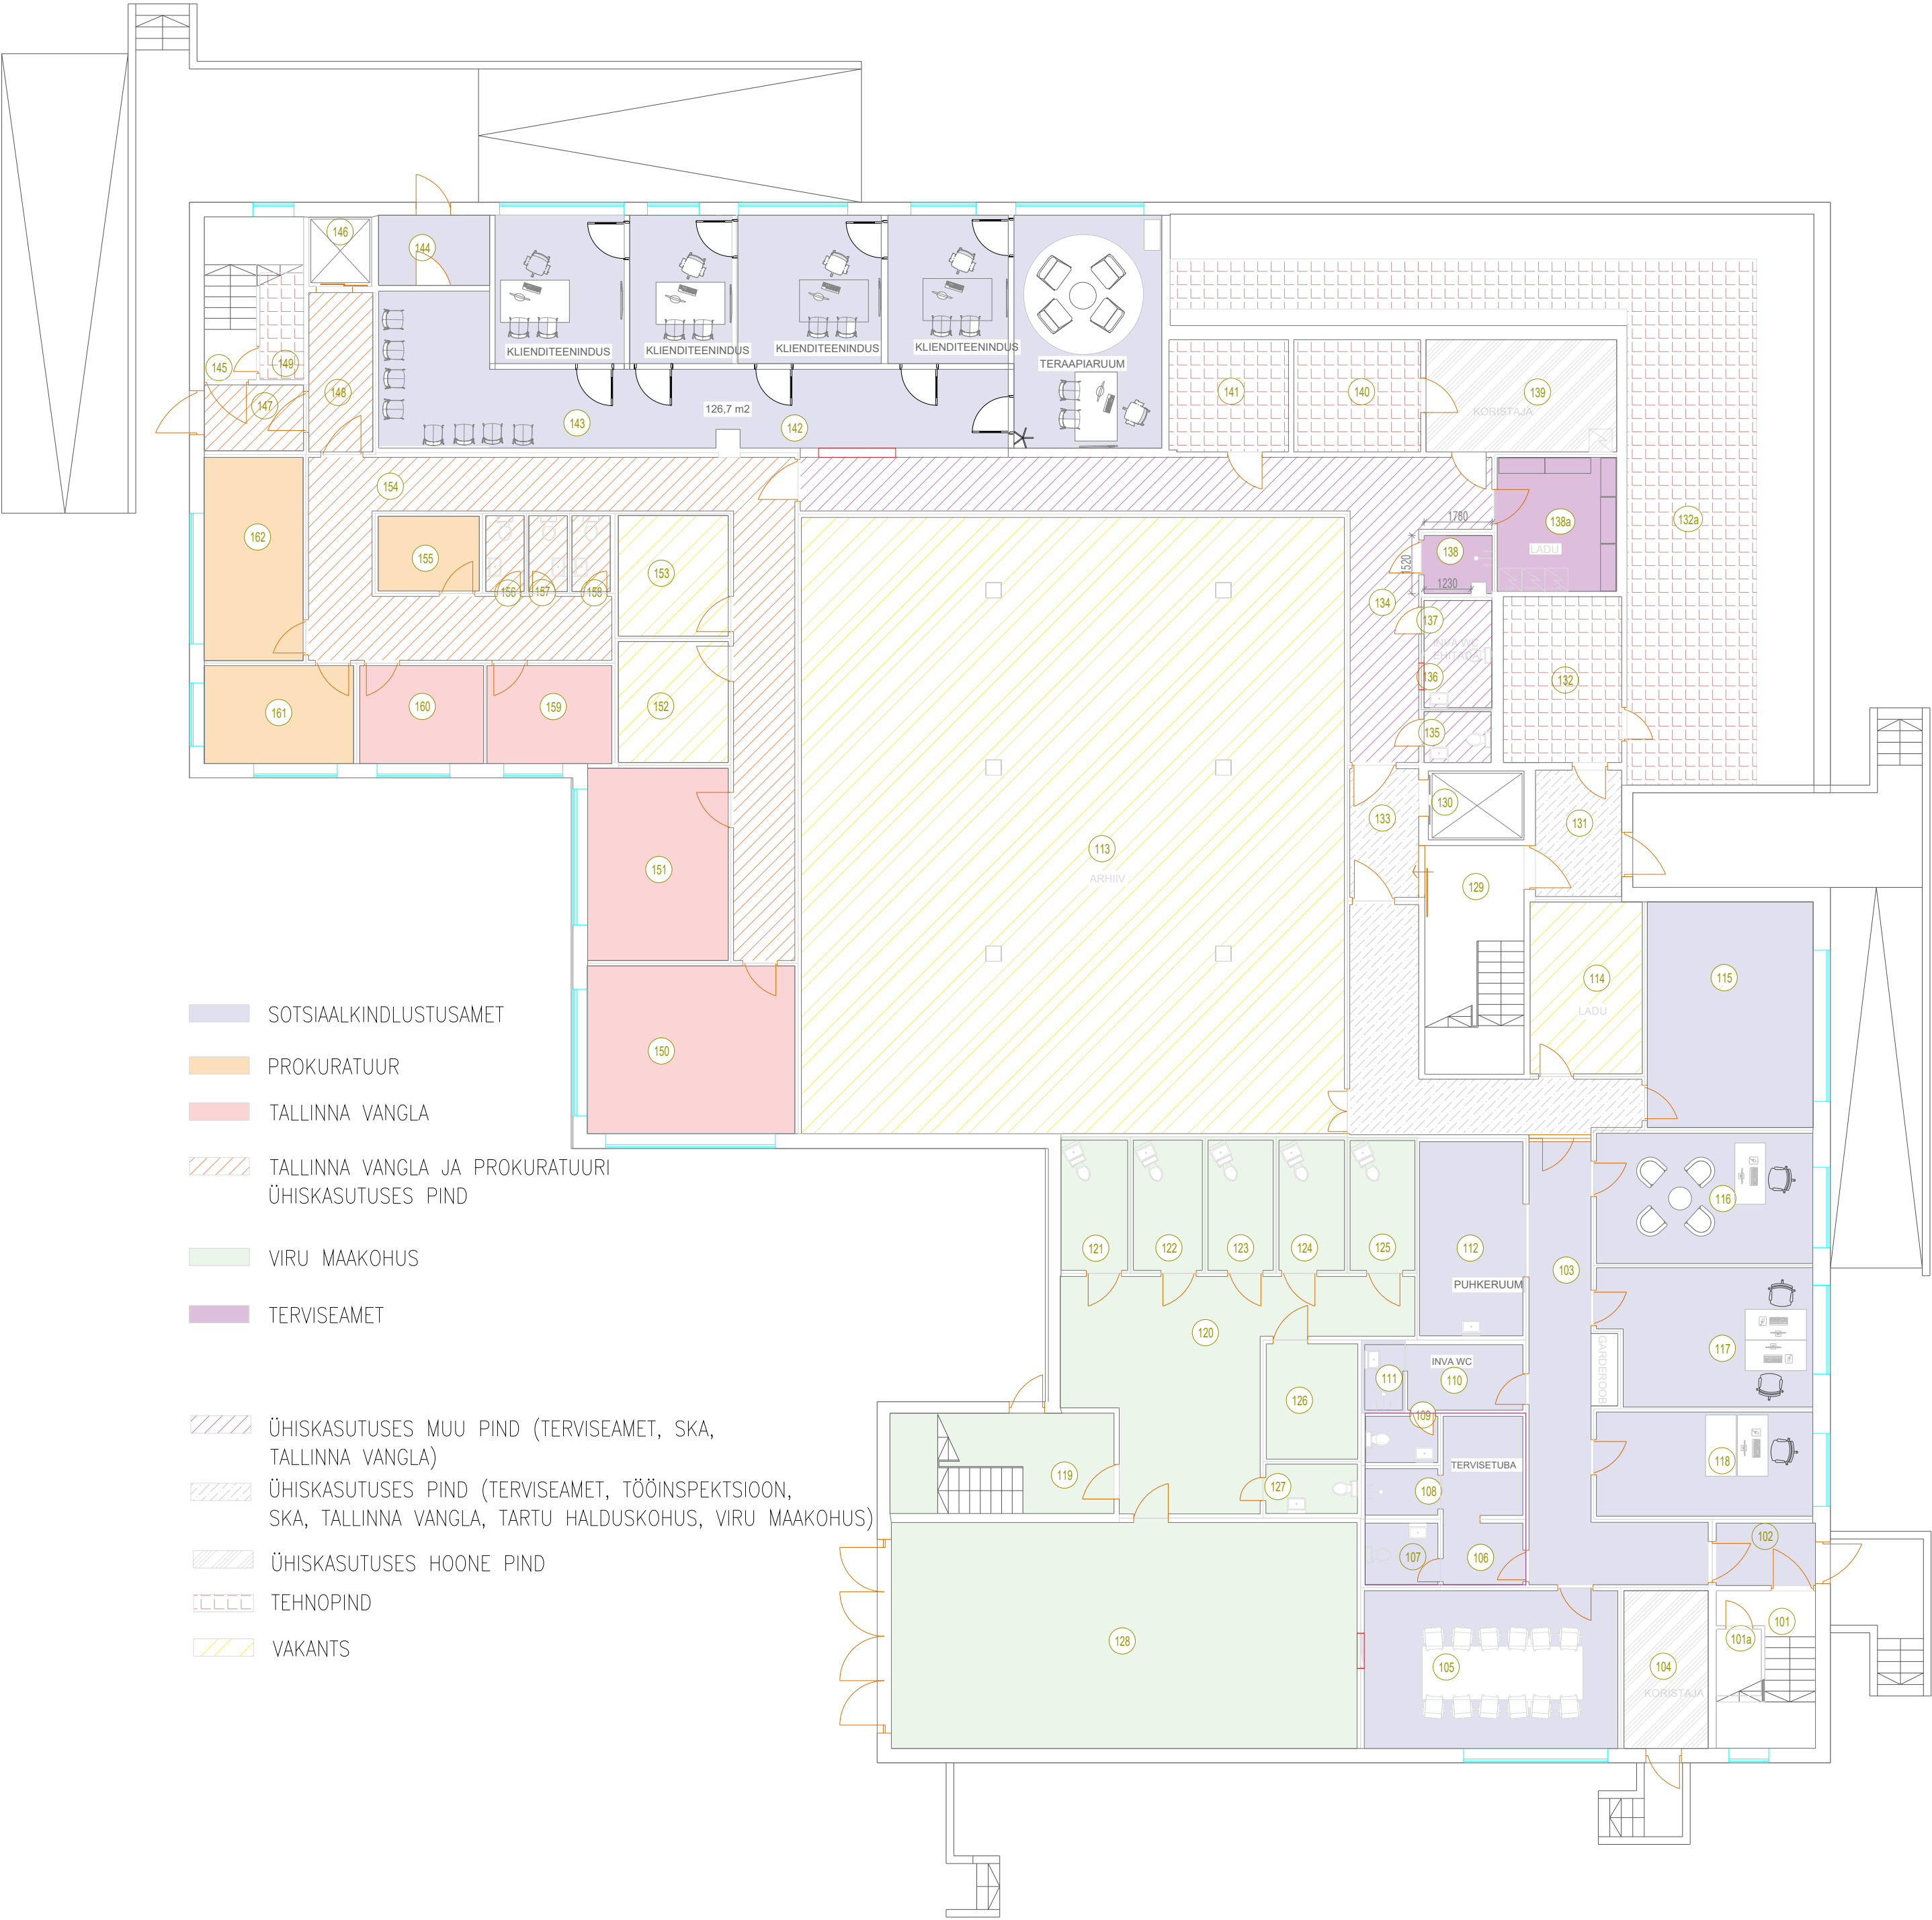 146
144
KLIENDITEENINDUS
KLIENDITEENINDUS
KLIENDITEENINDUS
KLIENDITEENINDUS
TERAAPIARUUM
145
149
147
148
143
126,7 m2
142
141
140
139
KORISTAJA
154
162
155
156
157
158
153
1780
138
1520
1230
138a
LADU
132a
134
137
INVA WC
EHITADA
136
132
135
161
160
159
152
130
133
131
151
113
ARHIIV
129
114
LADU
115
150
SOTSIAALKINDLUSTUSAMET
PROKURATUUR
TALLINNA VANGLA
TALLINNA VANGLA JA PROKURATUURI
ÜHISKASUTUSES PIND
VIRU MAAKOHUS
TERVISEAMET
ÜHISKASUTUSES MUU PIND (TERVISEAMET, SKA,
TALLINNA VANGLA)
ÜHISKASUTUSES PIND (TERVISEAMET, TÖÖINSPEKTSIOON,
SKA, TALLINNA VANGLA, TARTU HALDUSKOHUS, VIRU MAAKOHUS)
ÜHISKASUTUSES HOONE PIND
TEHNOPIND
VAKANTS
121
122
123
124
125
112
PUHKERUUM
103
116
120
GARDEROOB
117
INVA WC
111
110
126
109
TERVISETUBA
118
119
127
108
102
107
106
128
105
104
KORISTAJA
101
101a